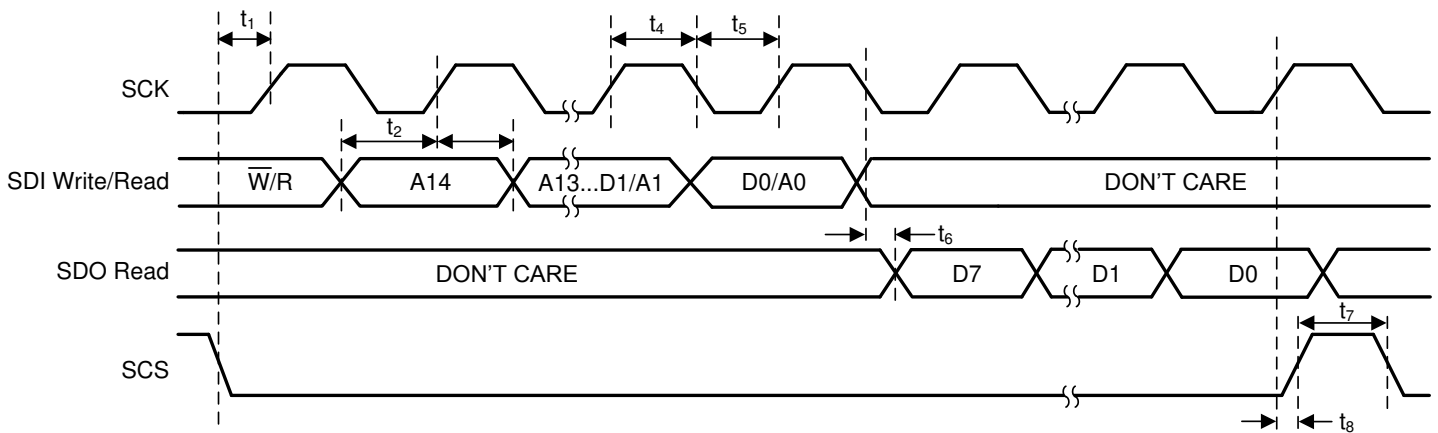 t1 t4 t5
SCK
t2
SDI Write/Read W̅/R A14 A13...D1/A1 D0/A0 DON'T CARE
t6
SDO Read DON'T CARE D7 D1 D0
t7
SCS
t8